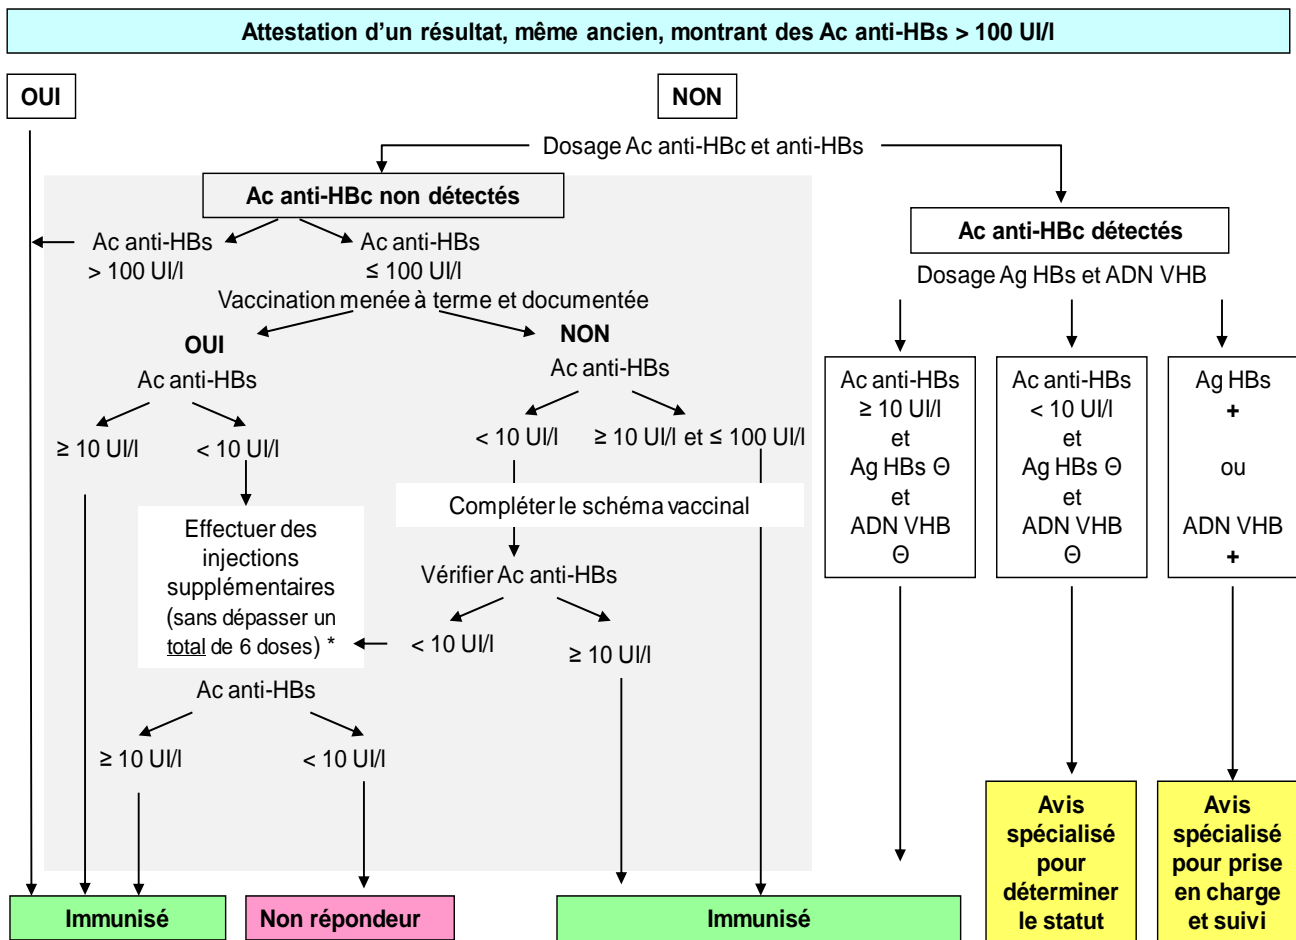 Attestation d’un résultat, même ancien, montrant des Ac anti-HBs > 100 UI/l
OUI
NON
Dosage Ac anti-HBc et anti-HBs
Ac anti-HBc non détectés
Ac anti-HBs
> 100 UI/l
Ac anti-HBs
≤ 100 UI/l
Vaccination menée à terme et documentée
OUI
Ac anti-HBs
≥ 10 UI/l
< 10 UI/l
NON
Ac anti-HBs
< 10 UI/l
≥ 10 UI/l et ≤ 100 UI/l
Effectuer des
injections
supplémentaires
(sans dépasser un
total de 6 doses) *
Compléter le schéma vaccinal
Vérifier Ac anti-HBs
< 10 UI/l
≥ 10 UI/l
Ac anti-HBs
≥ 10 UI/l
< 10 UI/l
Ac anti-HBc détectés
Dosage Ag HBs et ADN VHB
Ac anti-HBs
≥ 10 UI/l
et
Ag HBs Θ
et
ADN VHB
Θ
Ac anti-HBs
< 10 UI/l
et
Ag HBs Θ
et
ADN VHB
Θ
Ag HBs
+
ou
ADN VHB
+
Immunisé
Non répondeur
Immunisé
Avis
spécialisé
pour
déterminer
le statut
Avis
spécialisé
pour prise
en charge
et suivi